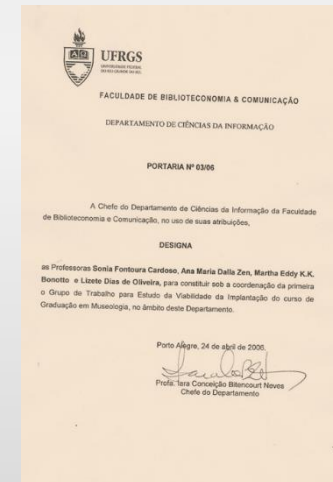 UFRGS
UNIVERSIDADE FEDERAL
DO RIO GRANDE DO SUL
FACULDADE DE BIBLIOTECONOMIA & COMUNICAÇÃO
DEPARTAMENTO DE CIÊNCIAS DA INFORMAÇÃO
PORTARIA Nº 03/06
A Chefe do Departamento de Ciências da Informação da Faculdade
de Biblioteconomia e Comunicação, no uso de suas atribuições,
DESIGNA
as Professoras Sonia Fontoura Cardoso, Ana Maria Dalla Zen, Martha Eddy K.K.
Bonotto e Lizete Dias de Oliveira, para constituir sob a coordenação da primeira
o Grupo de Trabalho para Estudo da Viabilidade da Implantação do curso de
Graduação em Museologia, no âmbito deste Departamento.
Porto Alegre, 24 de abril de 2006.
Profa. Iara Conceição Bitencourt Neves
Chefe do Departamento